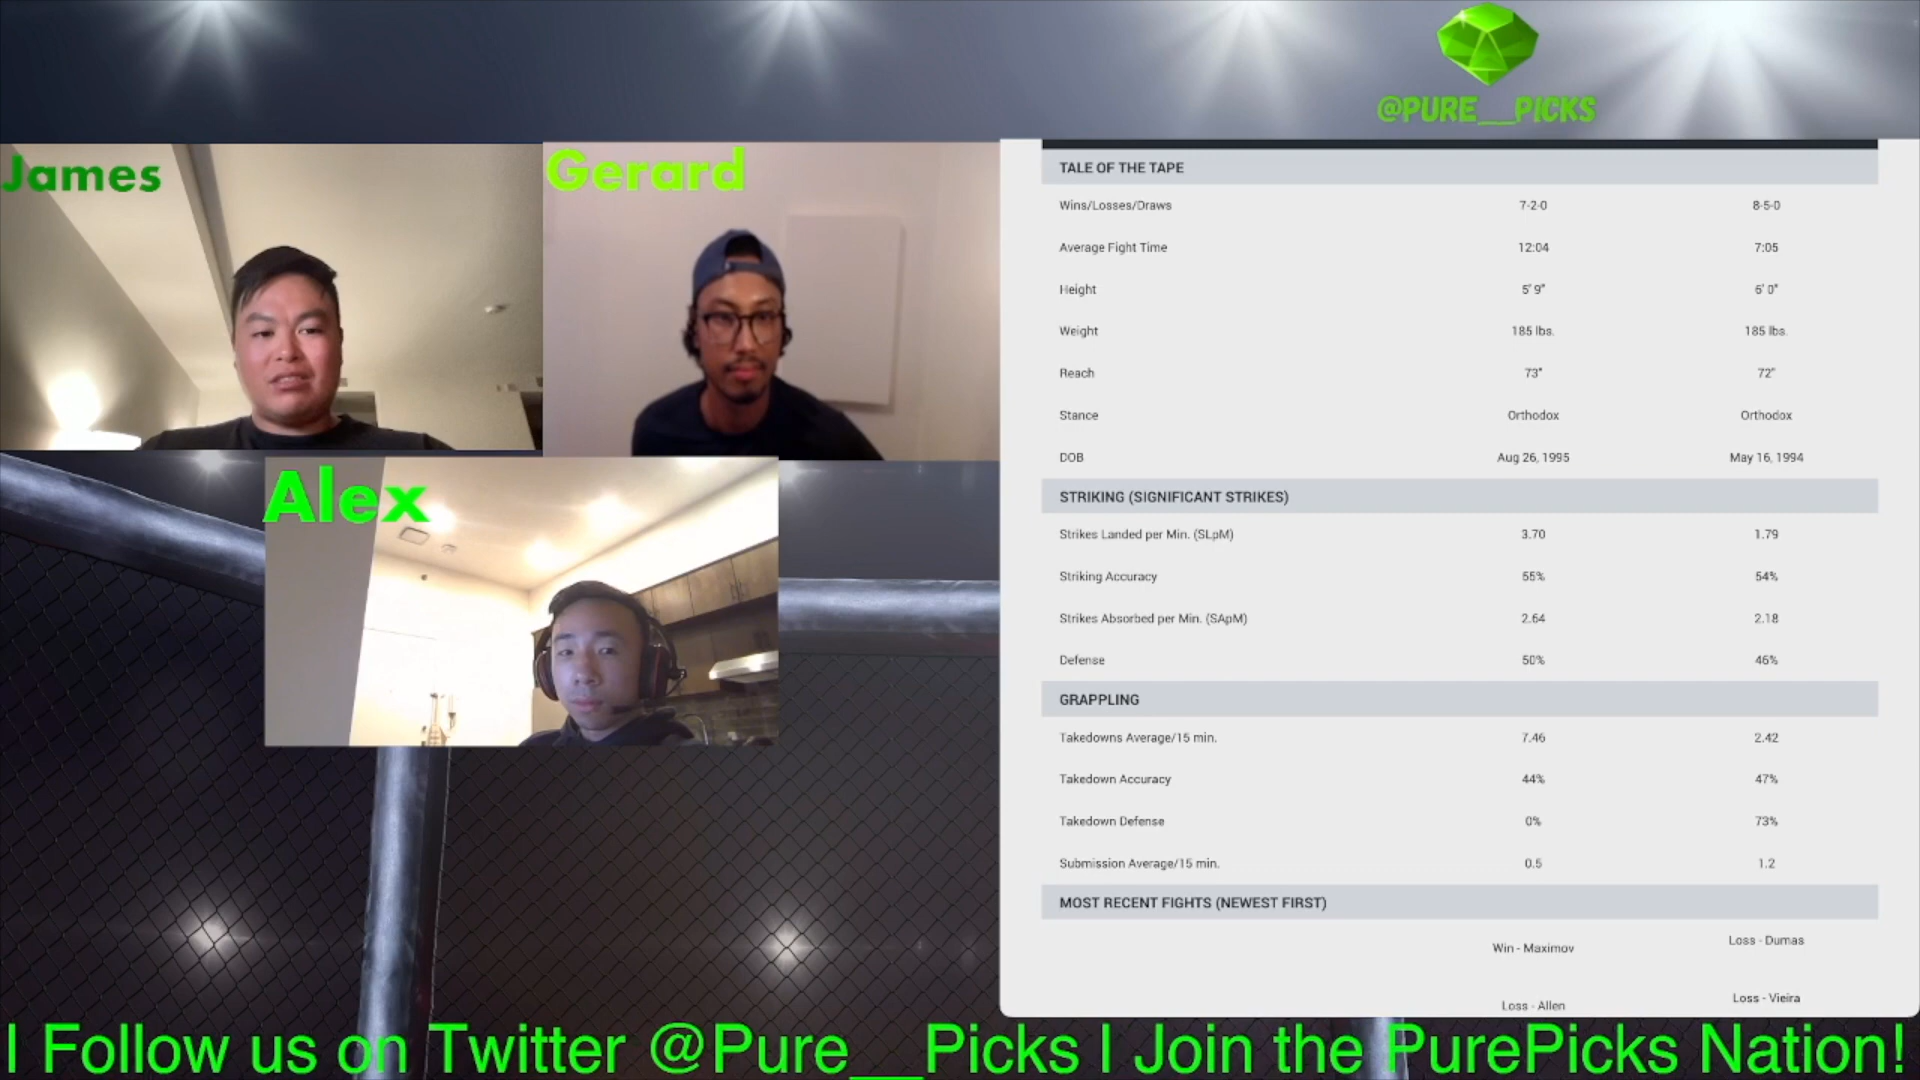 @PURE__PICKS
James
Gerard
Alex
TALE OF THE TAPE
Wins/Losses/Draws 7-2-0 8-5-0
Average Fight Time 12:04 7:05
Height 5' 9" 6' 0"
Weight 185 lbs. 185 lbs.
Reach 73" 72"
Stance Orthodox Orthodox
DOB Aug 26, 1995 May 16, 1994
STRIKING (SIGNIFICANT STRIKES)
Strikes Landed per Min. (SLpM) 3.70 1.79
Striking Accuracy 55% 54%
Strikes Absorbed per Min. (SApM) 2.64 2.18
Defense 50% 46%
GRAPPLING
Takedowns Average/15 min. 7.46 2.42
Takedown Accuracy 44% 47%
Takedown Defense 0% 73%
Submission Average/15 min. 0.5 1.2
MOST RECENT FIGHTS (NEWEST FIRST)
Win - Maximov Loss - Dumas
Loss - Allen Loss - Vieira
I Follow us on Twitter @Pure__Picks I Join the PurePicks Nation!